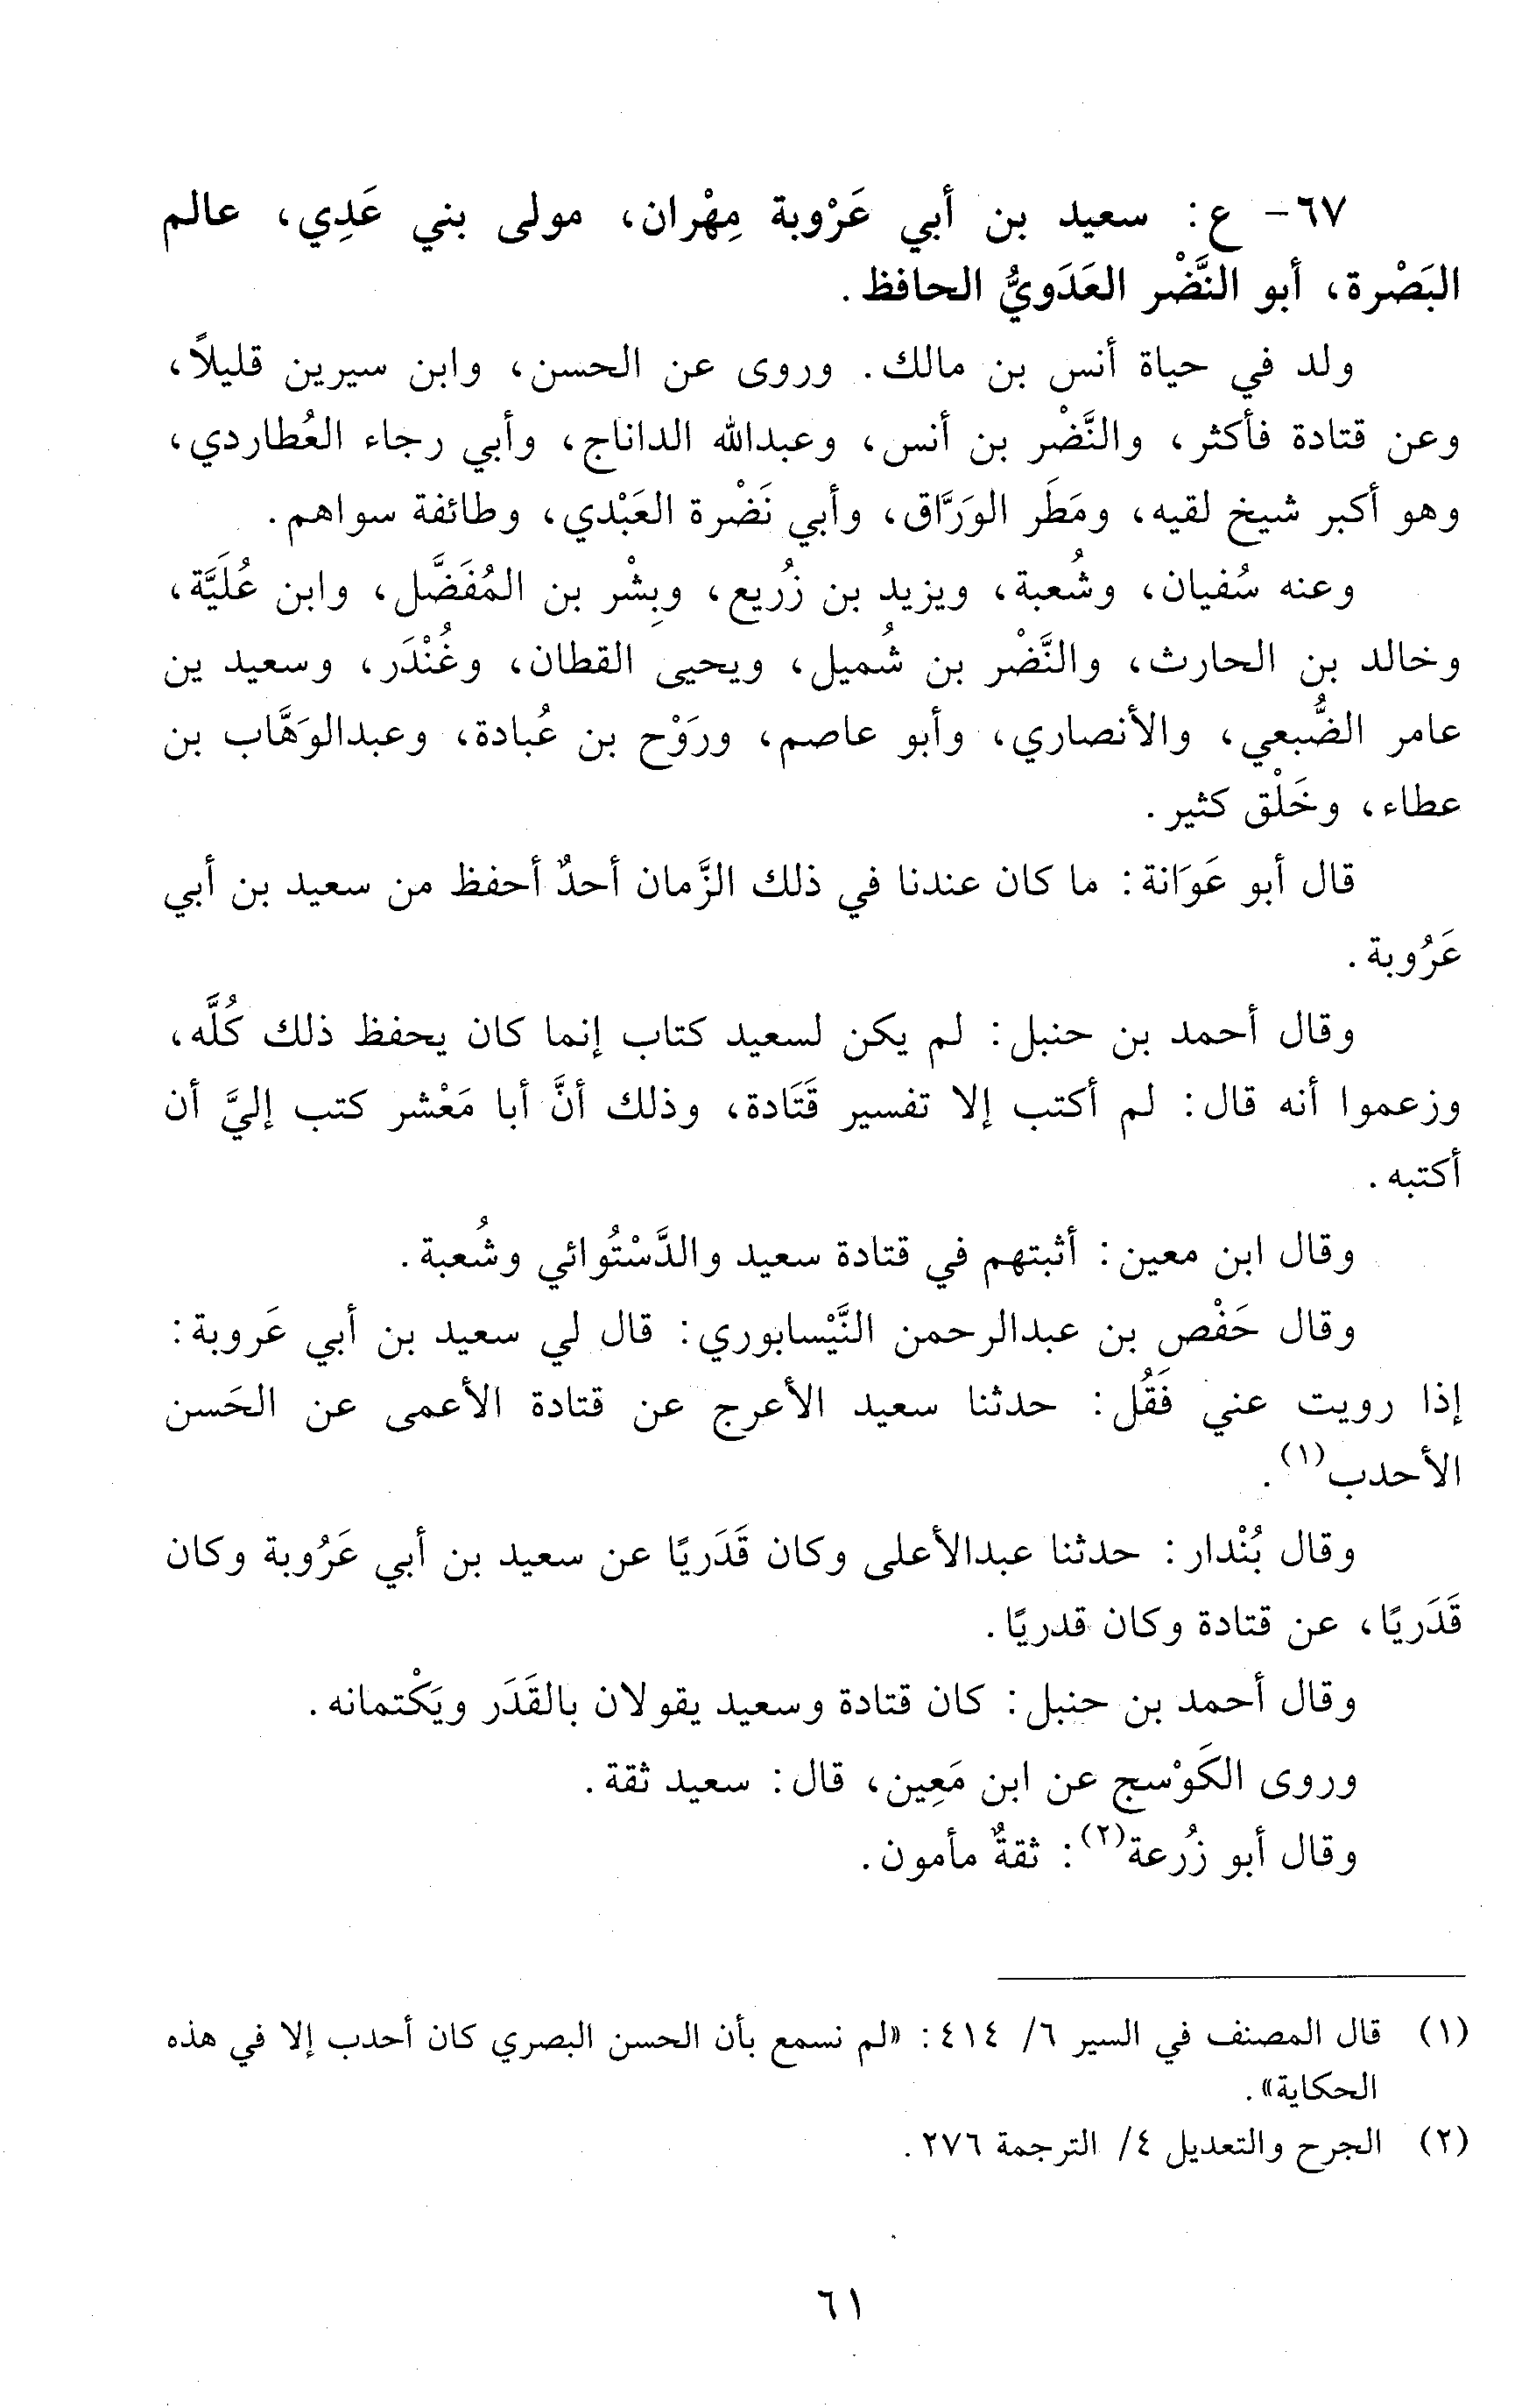 ٦٧- ع: سعيد بن أبي عَرْوبة مِهْران، مولى بني عَدِي، عالم
البَصْرة، أبو النَّضْر العَدَويُّ الحافظ.
ولد في حياة أنس بن مالك. وروى عن الحسن، وابن سيرين قليلاً،
وعن قتادة فأكثر، والنَّضْر بن أنس، وعبدالله الداناج، وأبي رجاء العُطاردي،
وهو أكبر شيخ لقيه، ومَطَر الوَرَّاق، وأبي نَضْرة العَبْدي، وطائفة سواهم.
وعنه سُفيان، وشُعبة، ويزيد بن زُريع، وبِشْر بن المُفَضَّل، وابن عُلَيَّة،
وخالد بن الحارث، والنَّضْر بن شُميل، ويحيى القطان، وغُنْدَر، وسعيد ين
عامر الضُّبعي، والأنصاري، وأبو عاصم، ورَوْح بن عُبادة، وعبدالوَهَّاب بن
عطاء، وخَلْق كثير.
قال أبو عَوَانة: ما كان عندنا في ذلك الزَّمان أحدٌ أحفظ من سعيد بن أبي
عَرُوبة.
وقال أحمد بن حنبل: لم يكن لسعيد كتاب إنما كان يحفظ ذلك كُلَّه،
وزعموا أنه قال: لم أكتب إلا تفسير قَتَادة، وذلك أنَّ أبا مَعْشر كتب إليَّ أن
أكتبه.
وقال ابن معين: أثبتهم في قتادة سعيد والدَّسْتُوائي وشُعبة.
وقال حَفْص بن عبدالرحمن النَّيْسابوري: قال لي سعيد بن أبي عَروبة:
إذا رويت عني فَقُل: حدثنا سعيد الأعرج عن قتادة الأعمى عن الحَسن
الأحدب(١).
وقال بُنْدار: حدثنا عبدالأعلى وكان قَدَريًا عن سعيد بن أبي عَرُوبة وكان
قَدَريًا، عن قتادة وكان قدريًا.
وقال أحمد بن حنبل: كان قتادة وسعيد يقولان بالقَدَر ويَكْتمانه.
وروى الكَوْسج عن ابن مَعِين، قال: سعيد ثقة.
وقال أبو زُرعة(٢): ثقةٌ مأمون.
(١) قال المصنف في السير ٦/ ٤١٤: «لم نسمع بأن الحسن البصري كان أحدب إلا في هذه
الحكاية».
(٢) الجرح والتعديل ٤/ الترجمة ٢٧٦.
٦١